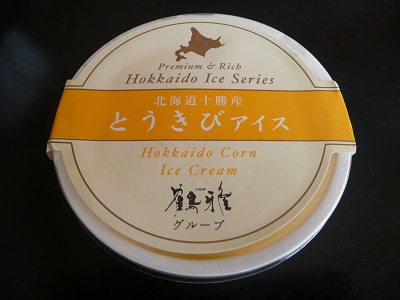 Premium & Rich
Hokkaido Ice Series
北海道十勝産
とうきびアイス
Hokkaido Corn
Ice Cream
鶴雅
グループ